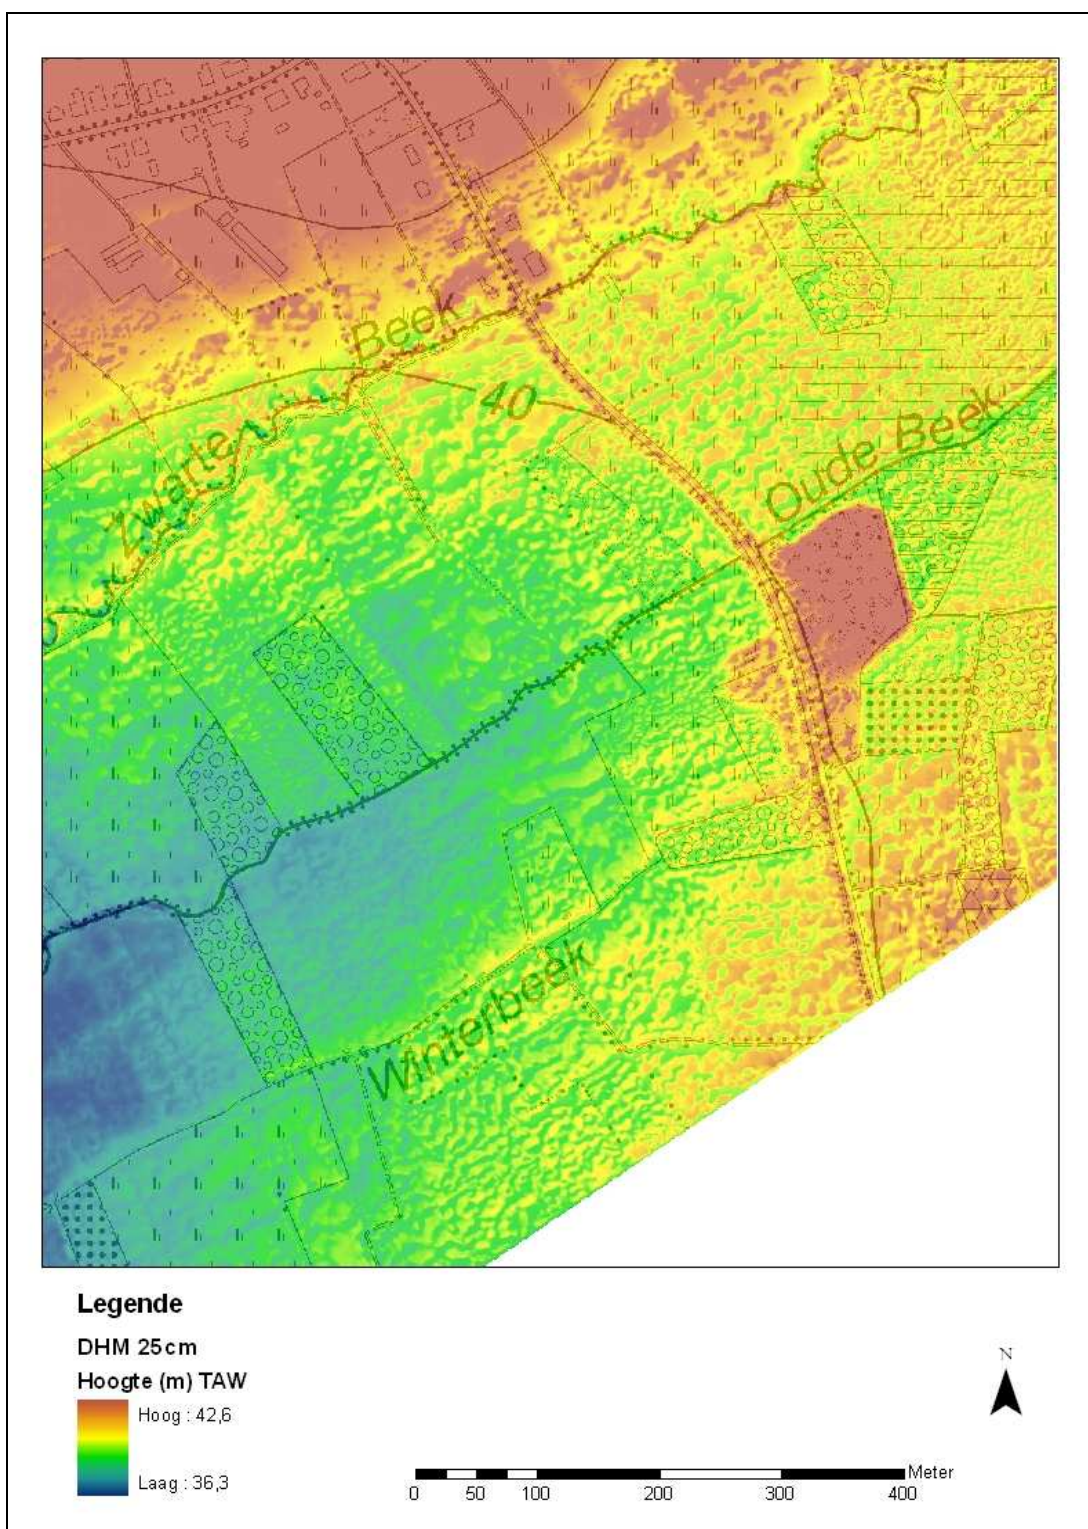 Zwarte Beek
40
Oude Beek
Winterbeek
Legende
DHM 25cm
Hoogte (m) TAW
Hoog : 42,6
Laag : 36,3
N
Meter
0 50 100 200 300 400